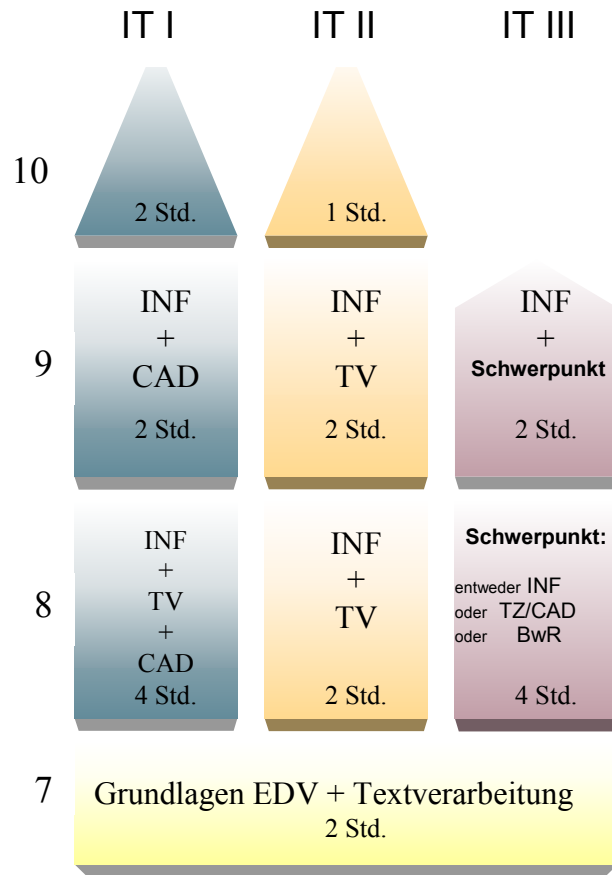 IT I IT II IT III
10
2 Std. 1 Std.
9
INF
+
CAD
2 Std.
INF
+
TV
2 Std.
INF
+
Schwerpunkt
2 Std.
8
INF
+
TV
+
CAD
4 Std.
INF
+
TV
2 Std.
Schwerpunkt:
entweder INF
oder TZ/CAD
oder BwR
4 Std.
7
Grundlagen EDV + Textverarbeitung
2 Std.